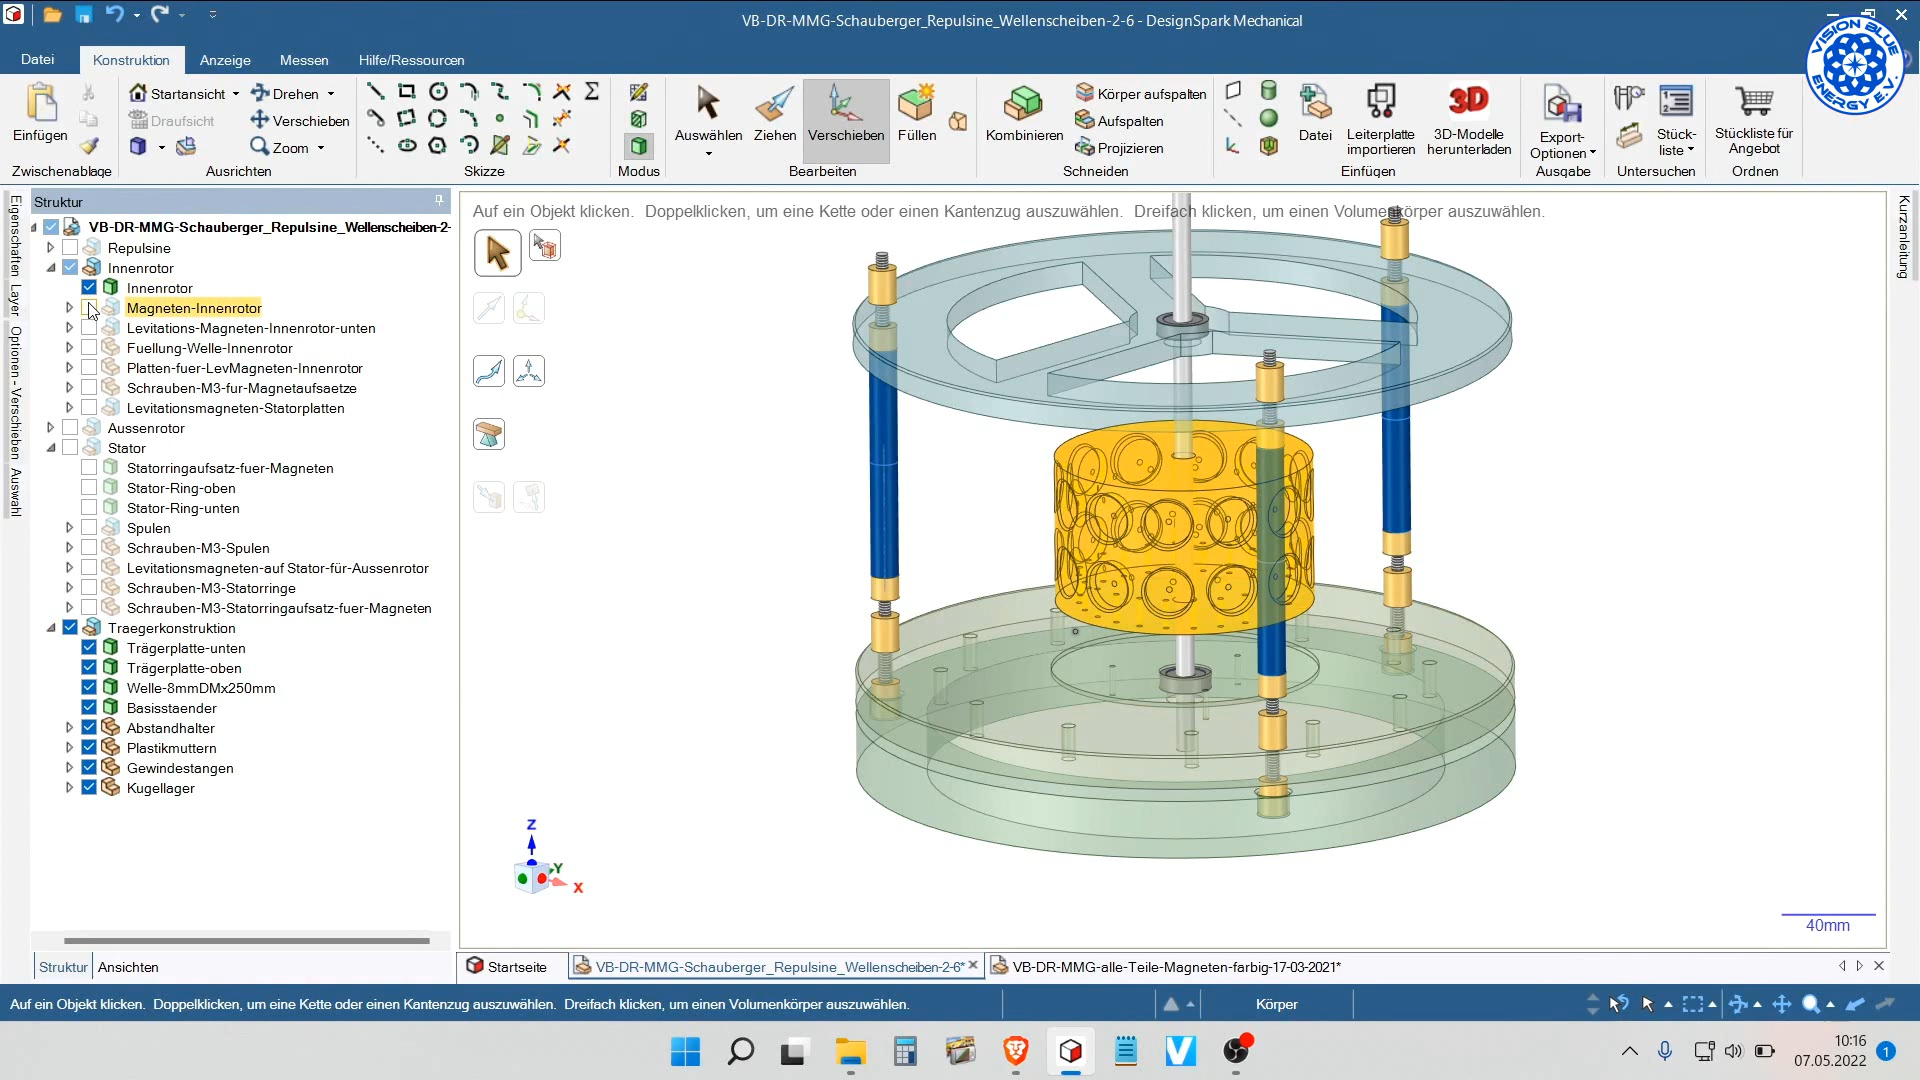 VB-DR-MMG-Schauberger_Repulsine_Wellenscheiben-2-6 - DesignSpark Mechanical
VISION BLUE ENERGY E.V.
Datei
Konstruktion
Anzeige
Messen
Hilfe/Ressourcen
Einfügen
Zwischenablage
Startansicht
Draufsicht
Drehen
Verschieben
Zoom
Ausrichten
Skizze
Modus
Auswählen
Ziehen
Verschieben
Füllen
Bearbeiten
Kombinieren
Körper aufspalten
Aufspalten
Projizieren
Schneiden
Datei
Leiterplatte importieren
3D
3D-Modelle herunterladen
Einfügen
Export-Optionen
Ausgabe
Stück-liste
Untersuchen
Stückliste für Angebot
Ordnen
Eigenschaften
Layer
Optionen - Verschieben
Auswahl
Struktur
VB-DR-MMG-Schauberger_Repulsine_Wellenscheiben-2-
Repulsine
Innenrotor
Innenrotor
Magneten-Innenrotor
Levitations-Magneten-Innenrotor-unten
Fuellung-Welle-Innenrotor
Platten-fuer-LevMagneten-Innenrotor
Schrauben-M3-fur-Magnetaufsaetze
Levitationsmagneten-Statorplatten
Aussenrotor
Stator
Statorringaufsatz-fuer-Magneten
Stator-Ring-oben
Stator-Ring-unten
Spulen
Schrauben-M3-Spulen
Levitationsmagneten-auf Stator-für-Aussenrotor
Schrauben-M3-Statorringe
Schrauben-M3-Statorringaufsatz-fuer-Magneten
Traegerkonstruktion
Trägerplatte-unten
Trägerplatte-oben
Welle-8mmDMx250mm
Basisstaender
Abstandhalter
Plastikmuttern
Gewindestangen
Kugellager
Struktur
Ansichten
Auf ein Objekt klicken. Doppelklicken, um eine Kette oder einen Kantenzug auszuwählen. Dreifach klicken, um einen Volumenkörper auszuwählen.
Kurzanleitung
Z
Y
X
40mm
Startseite
VB-DR-MMG-Schauberger_Repulsine_Wellenscheiben-2-6*
VB-DR-MMG-alle-Teile-Magneten-farbig-17-03-2021*
Auf ein Objekt klicken. Doppelklicken, um eine Kette oder einen Kantenzug auszuwählen. Dreifach klicken, um einen Volumenkörper auszuwählen.
Körper
10:16
07.05.2022
1